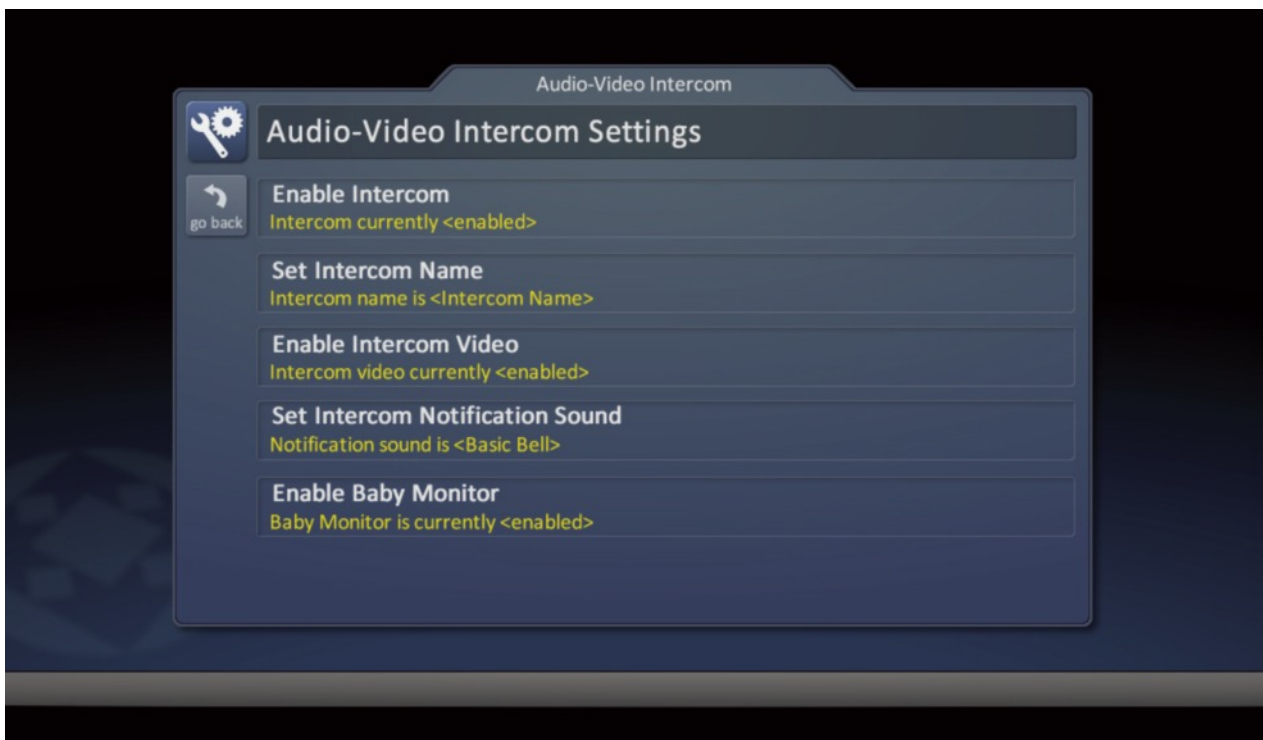 Audio-Video Intercom
Audio-Video Intercom Settings
go back
Enable Intercom
Intercom currently <enabled>
Set Intercom Name
Intercom name is <Intercom Name>
Enable Intercom Video
Intercom video currently <enabled>
Set Intercom Notification Sound
Notification sound is <Basic Bell>
Enable Baby Monitor
Baby Monitor is currently <enabled>